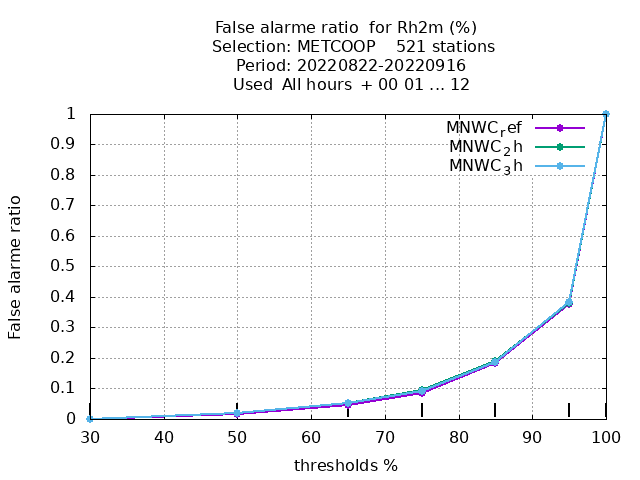 False alarme ratio  for Rh2m (%)
Selection: METCOOP    521 stations
Period: 20220822-20220916
Used  All hours  + 00 01 ... 12
MNWC_ref
MNWC_2h
MNWC_3h
1
0.9
0.8
0.7
0.6
0.5
0.4
0.3
0.2
0.1
0
False alarme ratio
30 40 50 60 70 80 90 100
thresholds %